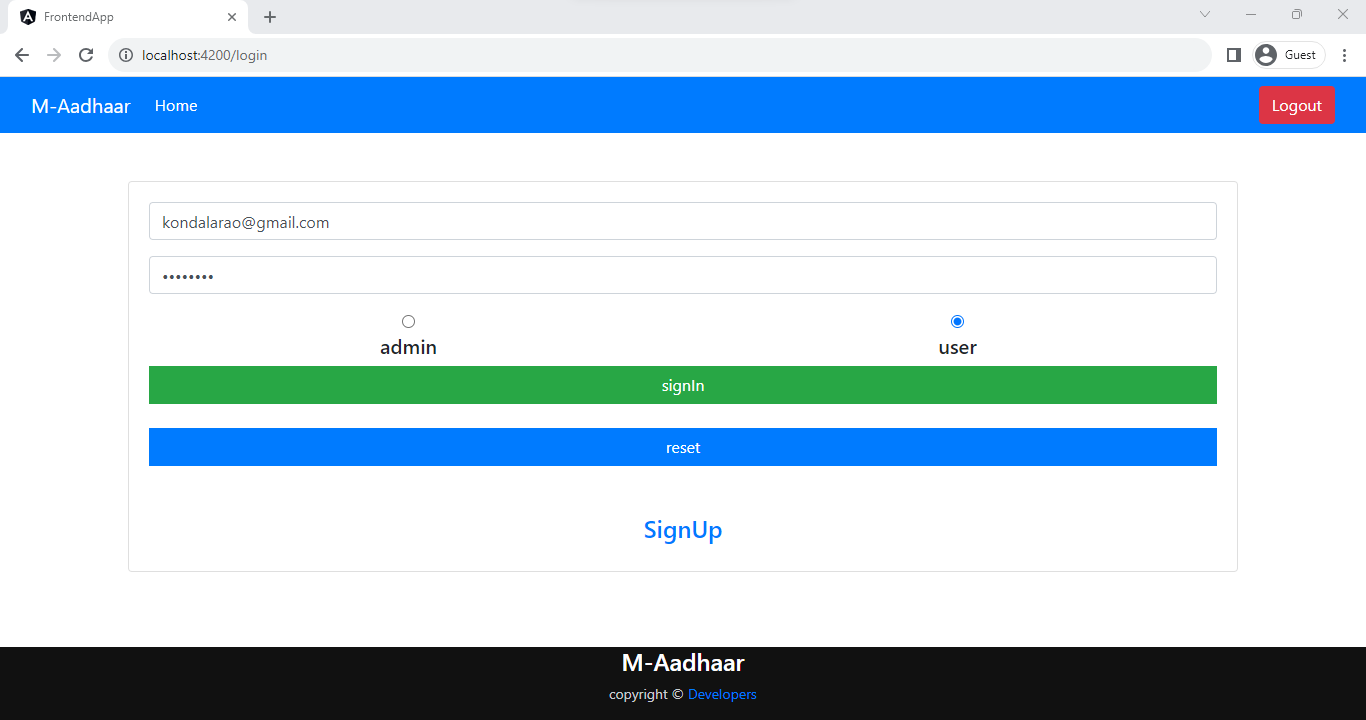 FrontendApp
localhost:4200/login
Guest
M-Aadhaar Home Logout
kondalarao@gmail.com
••••••••
admin user
signIn
reset
SignUp
M-Aadhaar
copyright © Developers